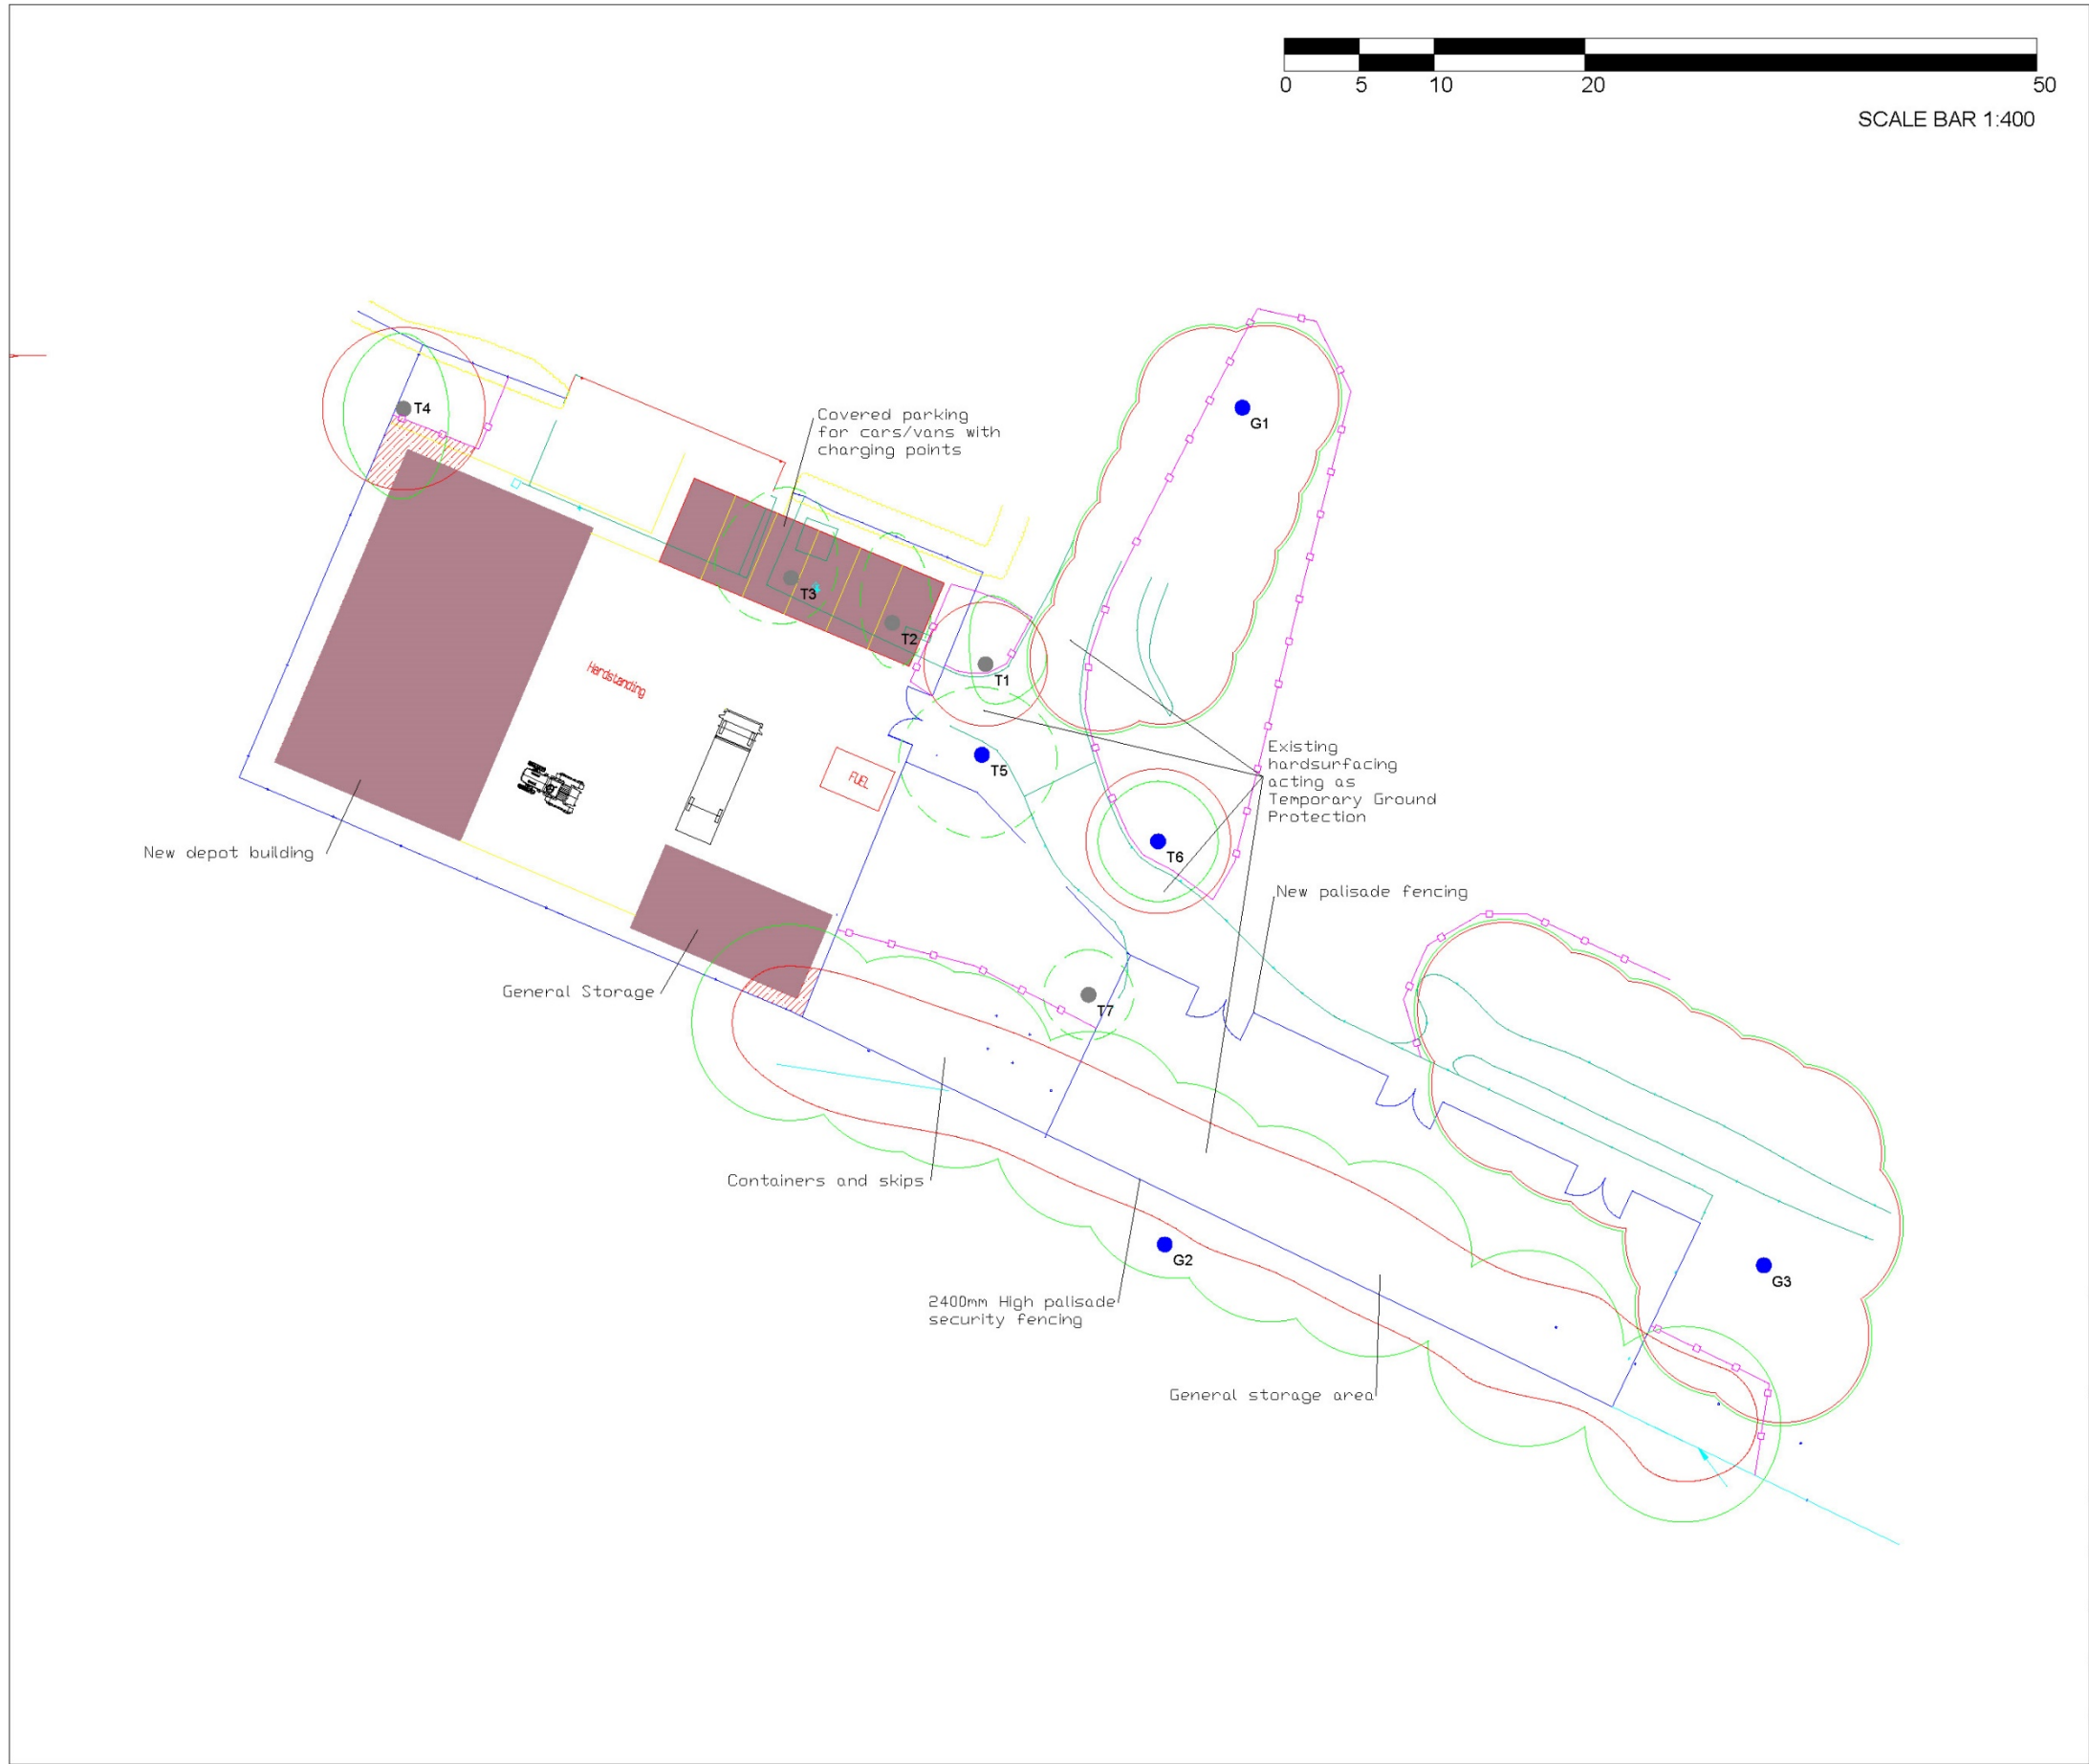 0 5 10 20 50
SCALE BAR 1:400
T4
Covered parking
for cars/vans with
charging points
G1
T3
T2
T1
Hardstanding
T5
FUEL
Existing
hardsurfacing
acting as
Temporary Ground
Protection
T6
New depot building
New palisade fencing
General Storage
T7
Containers and skips
G2
G3
2400mm High palisade
security fencing
General storage area